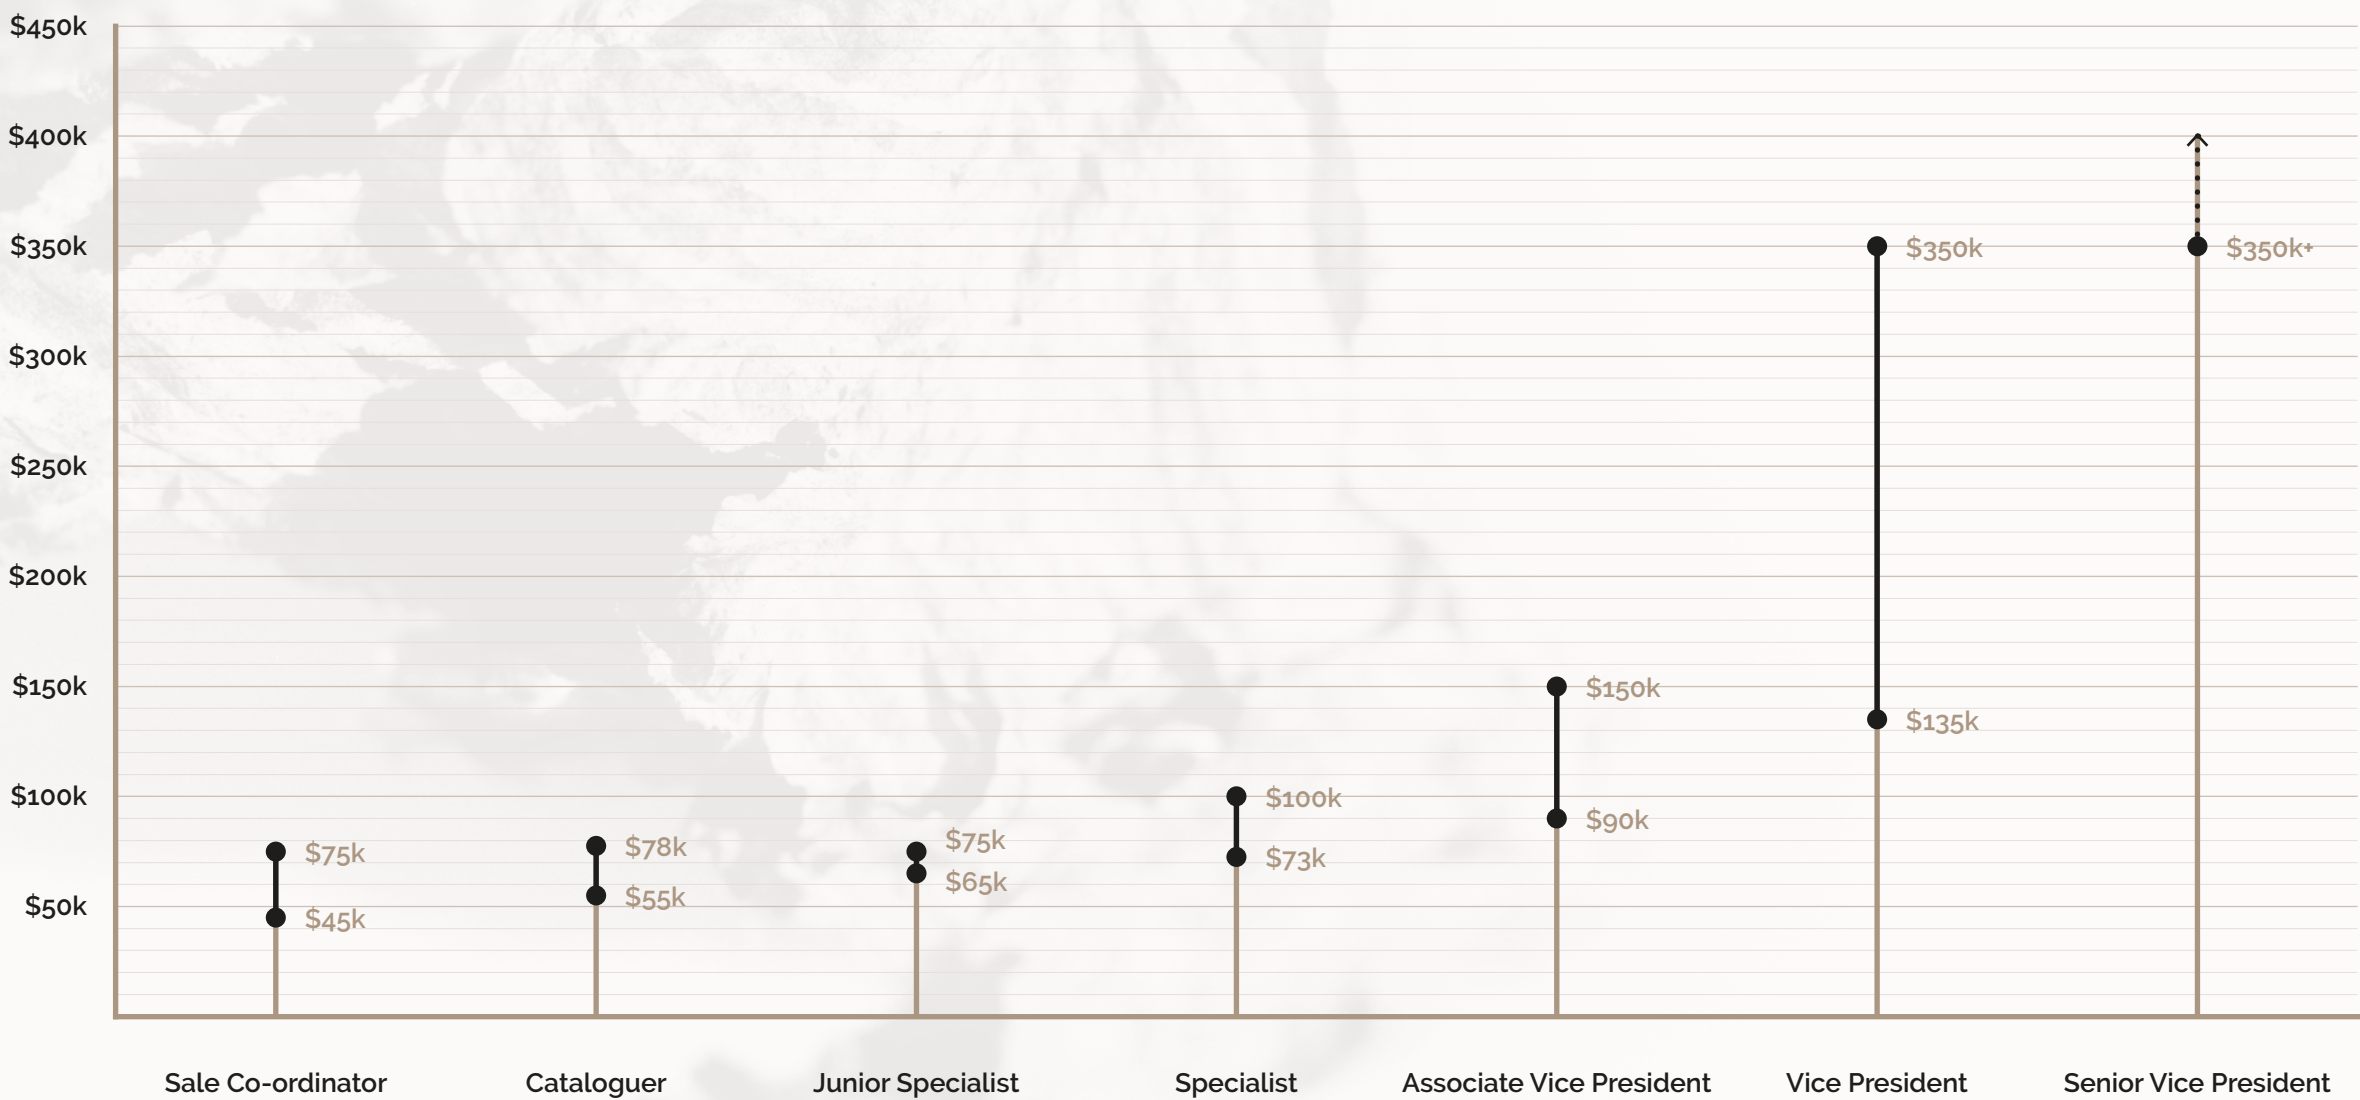 $450k
$400k
$350k
$300k
$250k
$200k
$150k
$100k
$50k
$75k
$45k
$78k
$55k
$75k
$65k
$100k
$73k
$150k
$90k
$350k
$135k
$350k+
Sale Co-ordinator
Cataloguer
Junior Specialist
Specialist
Associate Vice President
Vice President
Senior Vice President